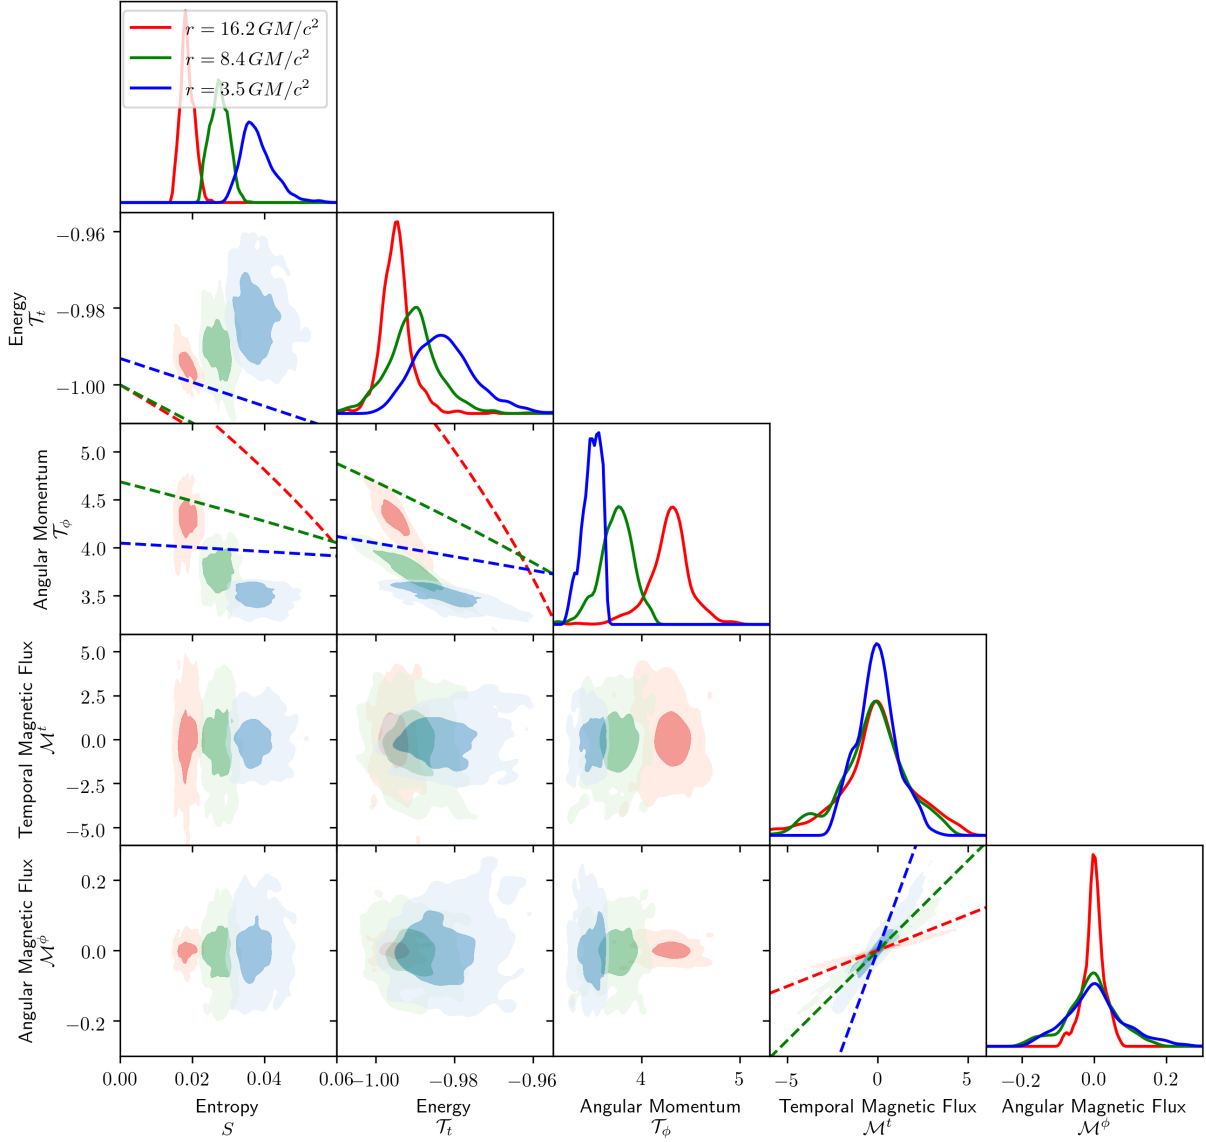 r = 16.2 GM/c²
r = 8.4 GM/c²
r = 3.5 GM/c²
−0.96
−0.98
−1.00
Energy
𝒯ₜ
5.0
4.5
4.0
3.5
Angular Momentum
𝒯ᵩ
5.0
2.5
0.0
−2.5
−5.0
Temporal Magnetic Flux
ℳᵗ
0.2
0.0
−0.2
Angular Magnetic Flux
ℳᵠ
0.00 0.02 0.04 0.06 −1.00 −0.98 −0.96 4 5 −5 0 5 −0.2 0.0 0.2
Entropy Energy Angular Momentum Temporal Magnetic Flux Angular Magnetic Flux
S 𝒯ₜ 𝒯ᵩ ℳᵗ ℳᵠ